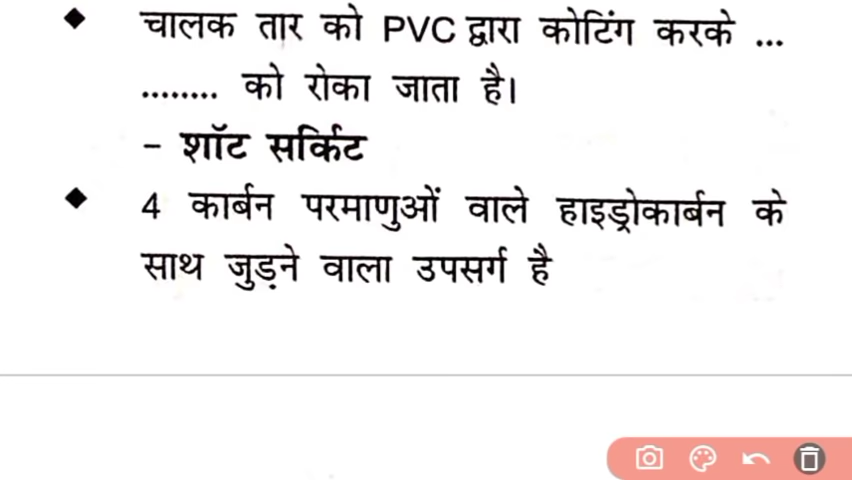 ◆ चालक तार को PVC द्वारा कोटिंग करके ...
........ को रोका जाता है।
– शॉट सर्किट
◆ 4 कार्बन परमाणुओं वाले हाइड्रोकार्बन के
साथ जुड़ने वाला उपसर्ग है